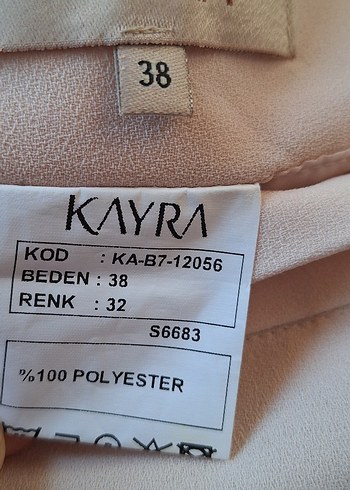 38
KAYRA
KOD : KA-B7-12056
BEDEN : 38
RENK : 32
S6683
%100 POLYESTER